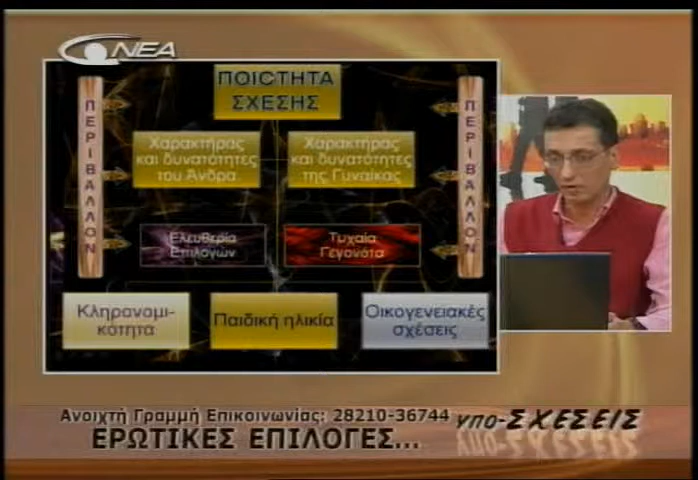 ΝΕΑ
ΠΟΙΟΤΗΤΑ
ΣΧΕΣΗΣ
ΠΕΡΙΒΑΛΛΟΝ
Χαρακτήρας
και δυνατότητες
του Άνδρα.
Χαρακτήρας
και δυνατότητες
της Γυναίκας
ΠΕΡΙΒΑΛΛΟΝ
Ελευθερία
Επιλογών
Τυχαία
Γεγονότα
Κληρονομι-
κότητα
Παιδική ηλικία
Οικογενειακές
σχέσεις
Ανοιχτή Γραμμή Επικοινωνίας: 28210-36744
υπο-ΣΧΕΣΕΙΣ
ΕΡΩΤΙΚΕΣ ΕΠΙΛΟΓΕΣ...